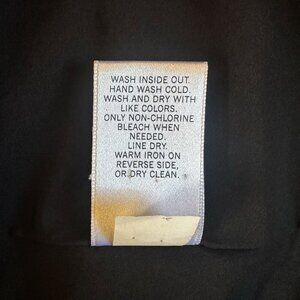 WASH INSIDE OUT.
HAND WASH COLD.
WASH AND DRY WITH
LIKE COLORS.
ONLY NON-CHLORINE
BLEACH WHEN
NEEDED.
LINE DRY.
WARM IRON ON
REVERSE SIDE,
OR DRY CLEAN.